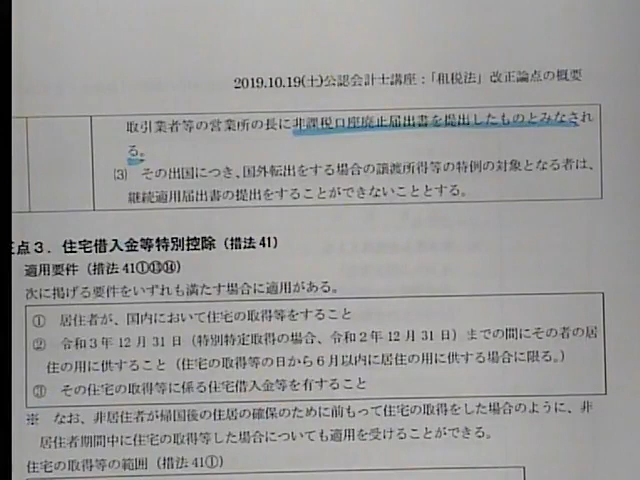 2019.10.19(土)公認会計士講座:「租税法」改正論点の概要
取引業者等の営業所の長に非課税口座廃止届出書を提出したものとみなされ
る。
(3) その出国につき、国外転出をする場合の譲渡所得等の特例の対象となる者は、
継続適用届出書の提出をすることができないこととする。
点3.住宅借入金等特別控除(措法41)
適用要件(措法41①⑬⑭)
次に掲げる要件をいずれも満たす場合に適用がある。
① 居住者が、国内において住宅の取得等をすること
② 令和3年12月31日(特別特定取得の場合、令和2年12月31日)までの間にその者の居
住の用に供すること(住宅の取得等の日から6月以内に居住の用に供する場合に限る。)
③ その住宅の取得等に係る住宅借入金等を有すること
※ なお、非居住者が帰国後の住居の確保のために前もって住宅の取得をした場合のように、非
居住者期間中に住宅の取得等した場合についても適用を受けることができる。
住宅の取得等の範囲(措法41①)